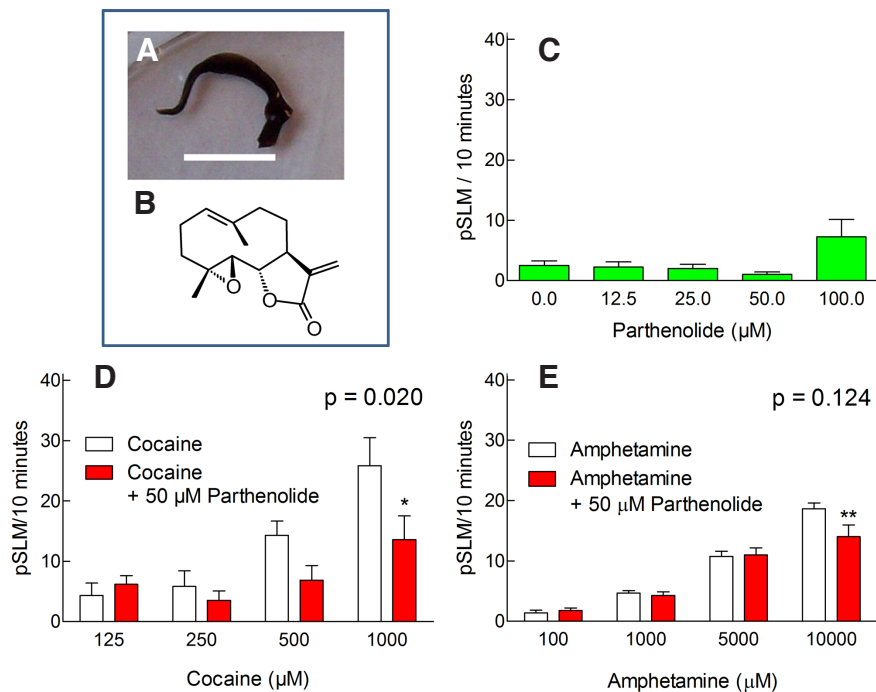 A
B
O
O
O
C
pSLM / 10 minutes
40
30
20
10
0
0.0 12.5 25.0 50.0 100.0
Parthenolide (µM)
D
p = 0.020
pSLM/10 minutes
40
30
20
10
0
Cocaine
Cocaine
+ 50 µM Parthenolide
*
125 250 500 1000
Cocaine (µM)
E
p = 0.124
pSLM/10 minutes
40
30
20
10
0
Amphetamine
Amphetamine
+ 50 µM Parthenolide
**
100 1000 5000 10000
Amphetamine (µM)